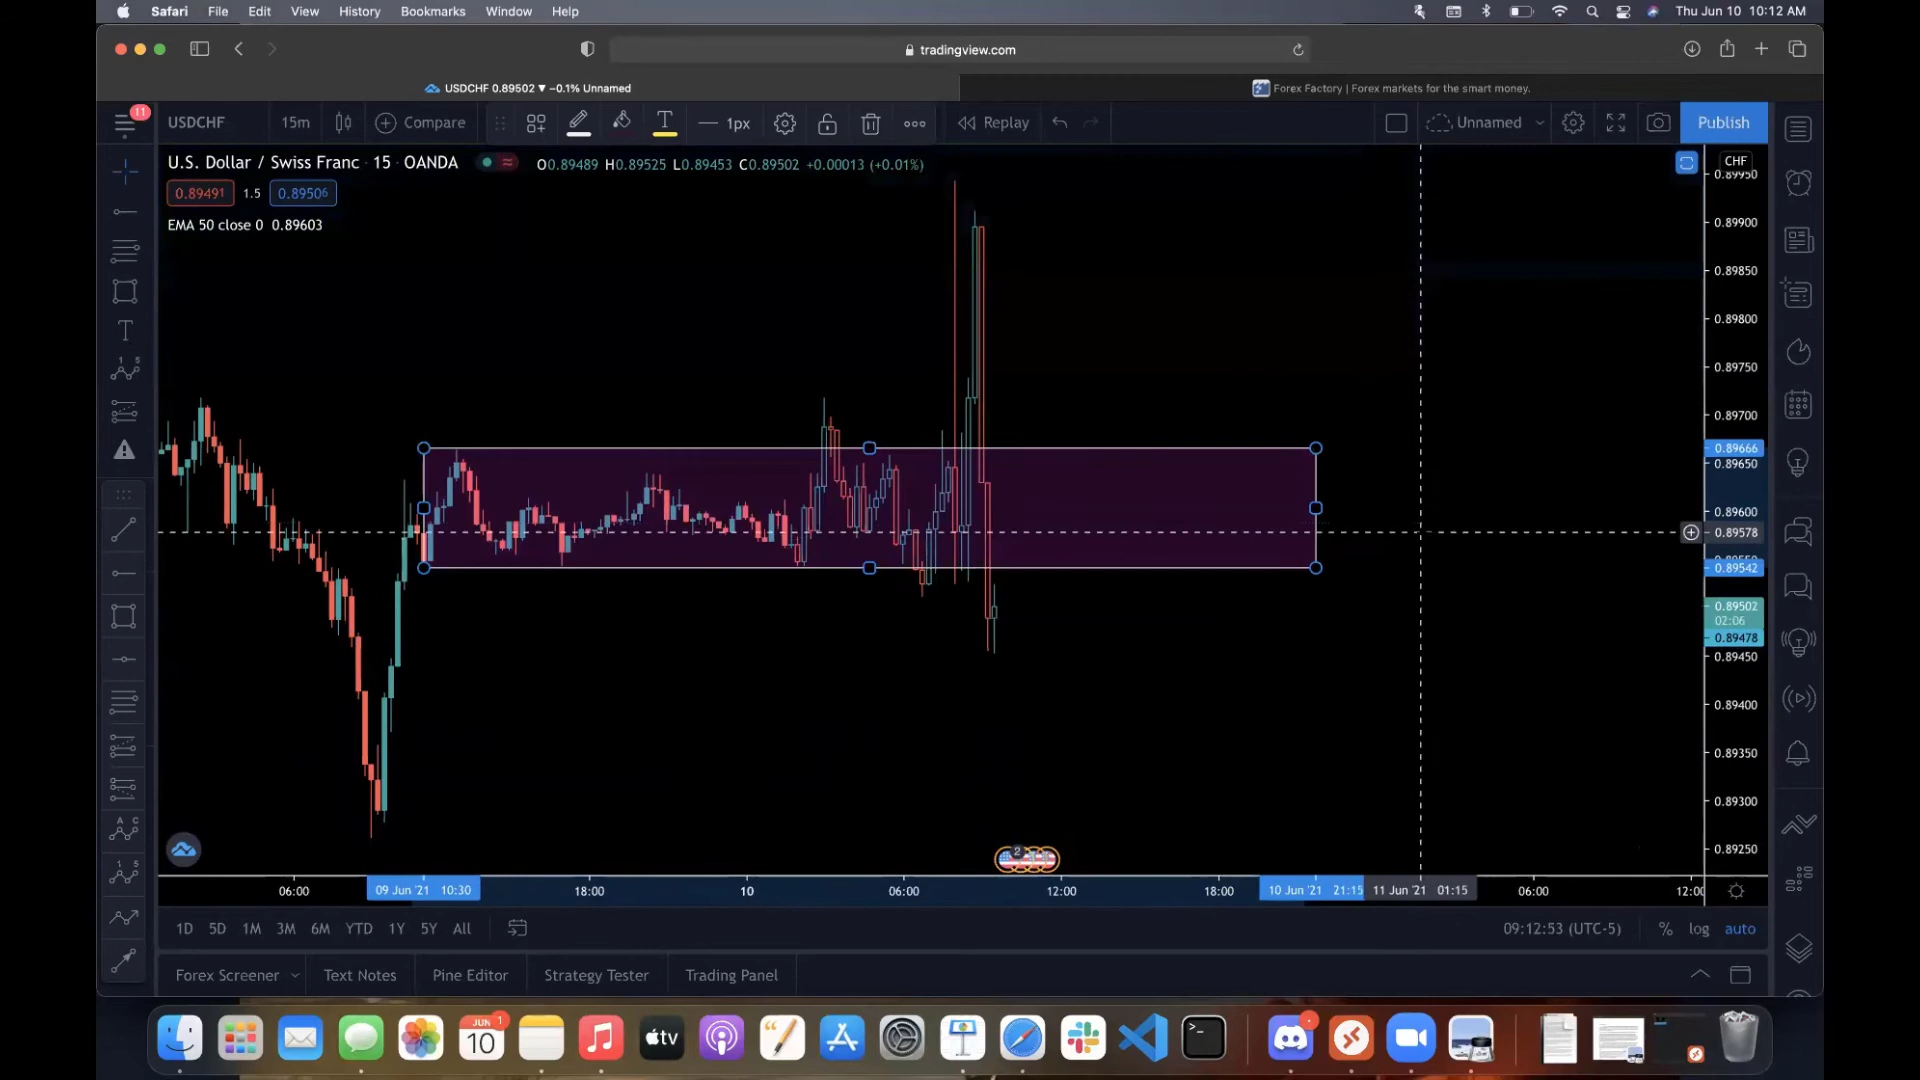 Safari File Edit View History Bookmarks Window Help Thu Jun 10 10:12 AM
tradingview.com
USDCHF 0.89502 ▼ −0.1% Unnamed
Forex Factory | Forex markets for the smart money.
11
USDCHF 15m Compare T 1px Replay Unnamed Publish
U.S. Dollar / Swiss Franc · 15 · OANDA O0.89489 H0.89525 L0.89453 C0.89502 +0.00013 (+0.01%)
CHF
0.89950
0.89491 1.5 0.89506
EMA 50 close 0 0.89603
0.89900
0.89850
0.89800
0.89750
0.89700
0.89666
0.89650
0.89600
0.89578
0.89542
0.89502
02:06
0.89478
0.89450
0.89400
0.89350
0.89300
0.89250
2
06:00 09 Jun '21 10:30 18:00 10 06:00 12:00 18:00 10 Jun '21 21:15 11 Jun '21 01:15 06:00
1D 5D 1M 3M 6M YTD 1Y 5Y All 09:12:53 (UTC-5) % log auto
Forex Screener Text Notes Pine Editor Strategy Tester Trading Panel
JUN
10
1
tv